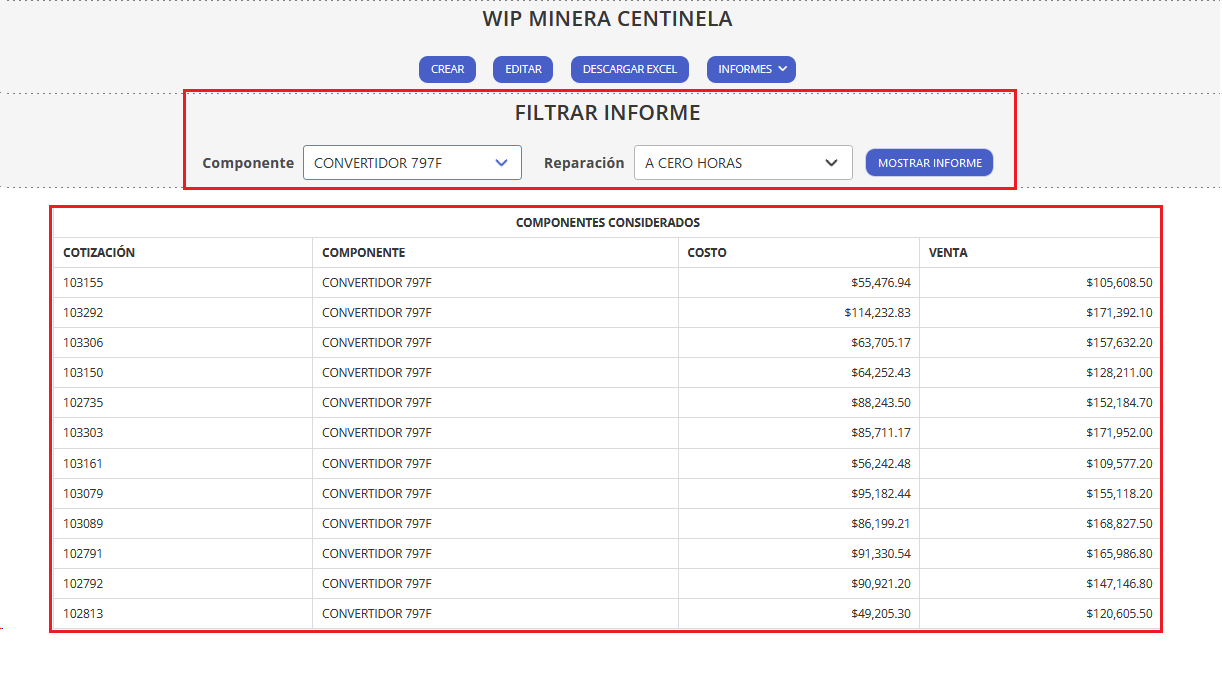 WIP MINERA CENTINELA
CREAR EDITAR DESCARGAR EXCEL INFORMES
FILTRAR INFORME
Componente CONVERTIDOR 797F Reparación A CERO HORAS MOSTRAR INFORME
COMPONENTES CONSIDERADOS
COTIZACIÓN COMPONENTE COSTO VENTA
103155 CONVERTIDOR 797F $55,476.94 $105,608.50
103292 CONVERTIDOR 797F $114,232.83 $171,392.10
103306 CONVERTIDOR 797F $63,705.17 $157,632.20
103150 CONVERTIDOR 797F $64,252.43 $128,211.00
102735 CONVERTIDOR 797F $88,243.50 $152,184.70
103303 CONVERTIDOR 797F $85,711.17 $171,952.00
103161 CONVERTIDOR 797F $56,242.48 $109,577.20
103079 CONVERTIDOR 797F $95,182.44 $155,118.20
103089 CONVERTIDOR 797F $86,199.21 $168,827.50
102791 CONVERTIDOR 797F $91,330.54 $165,986.80
102792 CONVERTIDOR 797F $90,921.20 $147,146.80
102813 CONVERTIDOR 797F $49,205.30 $120,605.50